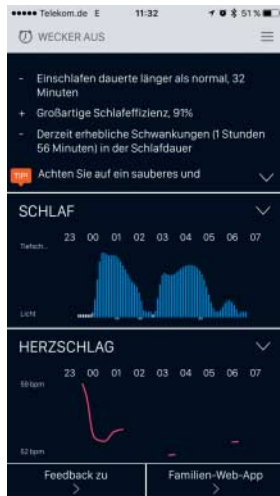 Telekom.de E 11:32 51 %
WECKER AUS
- Einschlafen dauerte länger als normal, 32
Minuten
+ Großartige Schlafeffizienz, 91%
- Derzeit erhebliche Schwankungen (1 Stunden
56 Minuten) in der Schlafdauer
TIP! Achten Sie auf ein sauberes und
SCHLAF
23 00 01 02 03 04 05 06 07
Tiefsch...
Licht
HERZSCHLAG
23 00 01 02 03 04 05 06 07
59 bpm
52 bpm
Feedback zu Familien-Web-App